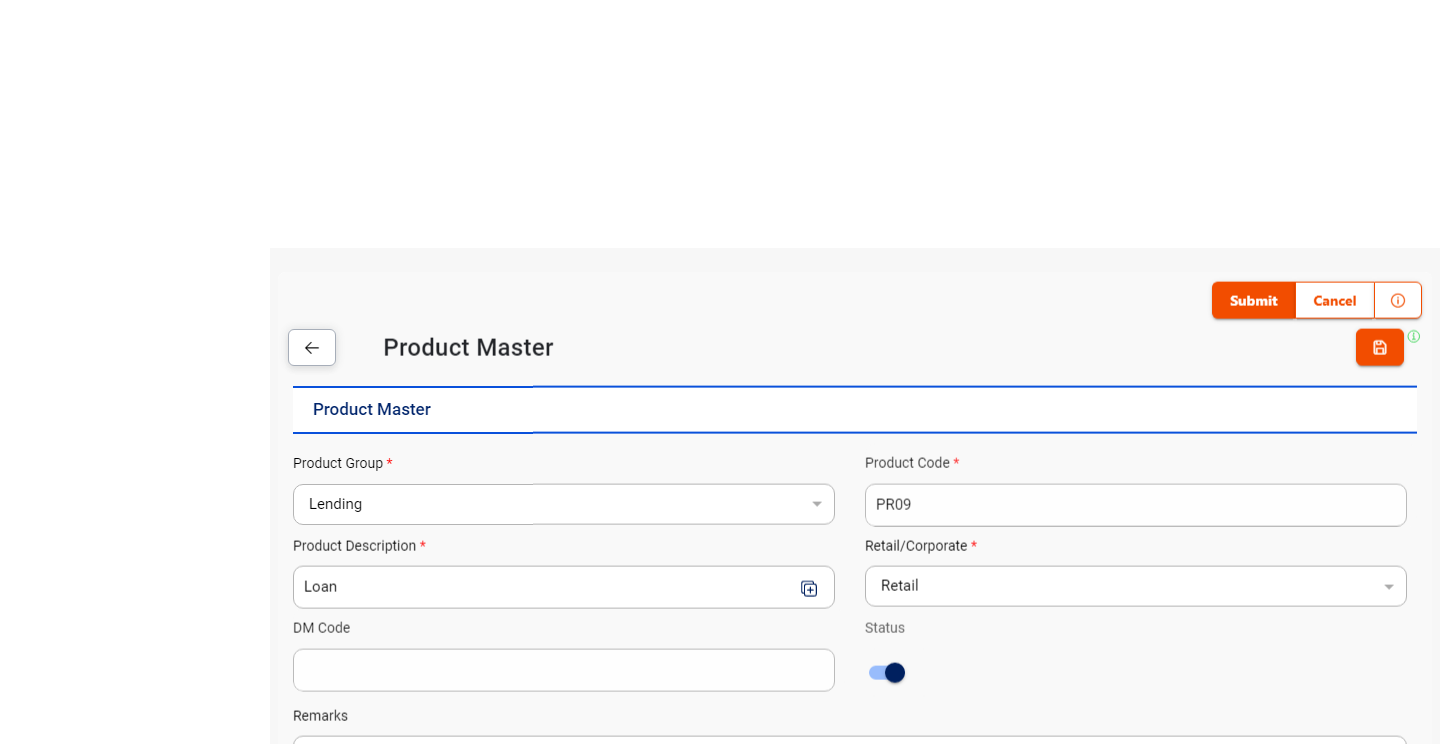 Submit Cancel
Product Master
Product Master
Product Group * Product Code *
Lending PR09
Product Description * Retail/Corporate *
Loan Retail
DM Code Status
Remarks